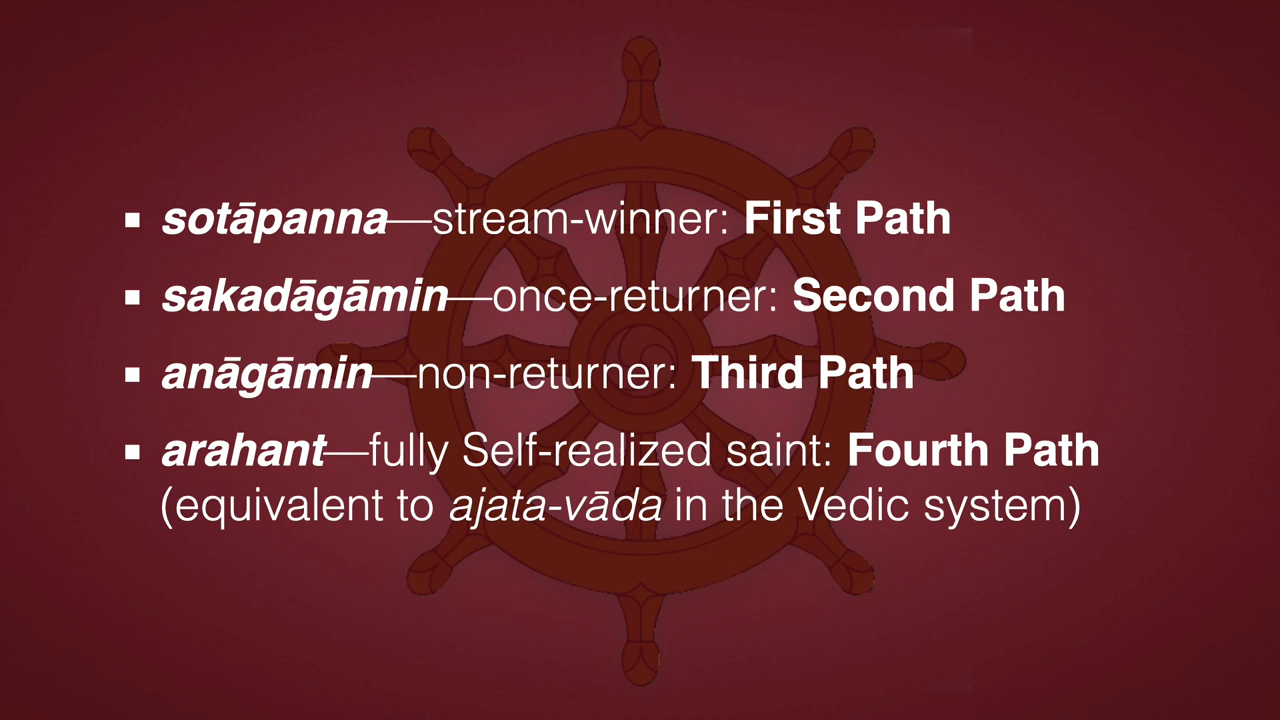 ▪ sotāpanna—stream-winner: First Path
▪ sakadāgāmin—once-returner: Second Path
▪ anāgāmin—non-returner: Third Path
▪ arahant—fully Self-realized saint: Fourth Path
(equivalent to ajata-vāda in the Vedic system)